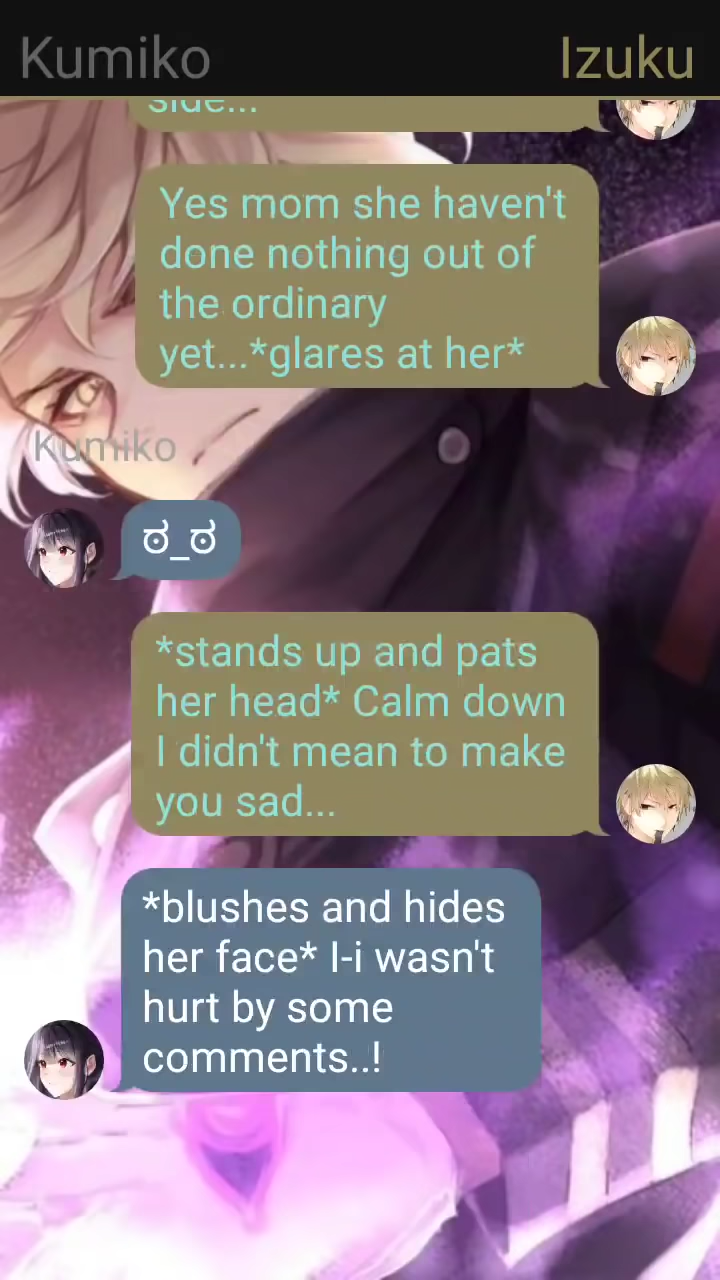 Kumiko
Izuku
side...
Yes mom she haven't
done nothing out of
the ordinary
yet...*glares at her*
Kumiko
ಠ_ಠ
*stands up and pats
her head* Calm down
I didn't mean to make
you sad...
*blushes and hides
her face* I-i wasn't
hurt by some
comments..!